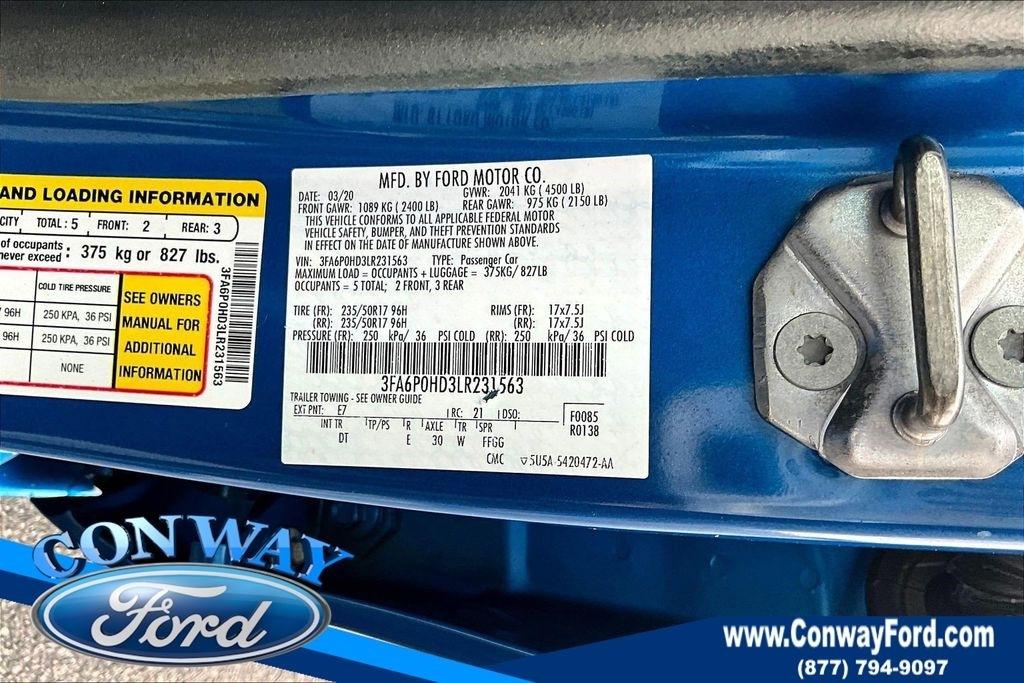 AND LOADING INFORMATION
CITY TOTAL : 5 FRONT: 2 REAR: 3
of occupants
never exceed : 375 kg or 827 lbs.
COLD TIRE PRESSURE
96H 250 KPA, 36 PSI
96H 250 KPA, 36 PSI
NONE
SEE OWNERS
MANUAL FOR
ADDITIONAL
INFORMATION
3FA6P0HD3LR231563
MFD. BY FORD MOTOR CO.
DATE: 03/20 GVWR: 2041 KG ( 4500 LB)
FRONT GAWR: 1089 KG ( 2400 LB) REAR GAWR: 975 KG ( 2150 LB)
THIS VEHICLE CONFORMS TO ALL APPLICABLE FEDERAL MOTOR
VEHICLE SAFETY, BUMPER, AND THEFT PREVENTION STANDARDS
IN EFFECT ON THE DATE OF MANUFACTURE SHOWN ABOVE.
VIN: 3FA6P0HD3LR231563 TYPE: Passenger Car
MAXIMUM LOAD = OCCUPANTS + LUGGAGE = 375KG/ 827LB
OCCUPANTS = 5 TOTAL; 2 FRONT, 3 REAR
TIRE (FR): 235/50R17 96H RIMS (FR): 17x7.5J
(RR): 235/50R17 96H (RR): 17x7.5J
PRESSURE (FR): 250 kPa/ 36 PSI COLD (RR): 250 kPa/ 36 PSI COLD
3FA6P0HD3LR231563
TRAILER TOWING - SEE OWNER GUIDE
EXT PNT: E7 RC: 21 DSO: F0085
INT TR TP/PS R AXLE TR SPR R0138
DT E 30 W FFGG
CMC ▽5U5A-5420472-AA
CONWAY
Ford
www.ConwayFord.com
(877) 794-9097